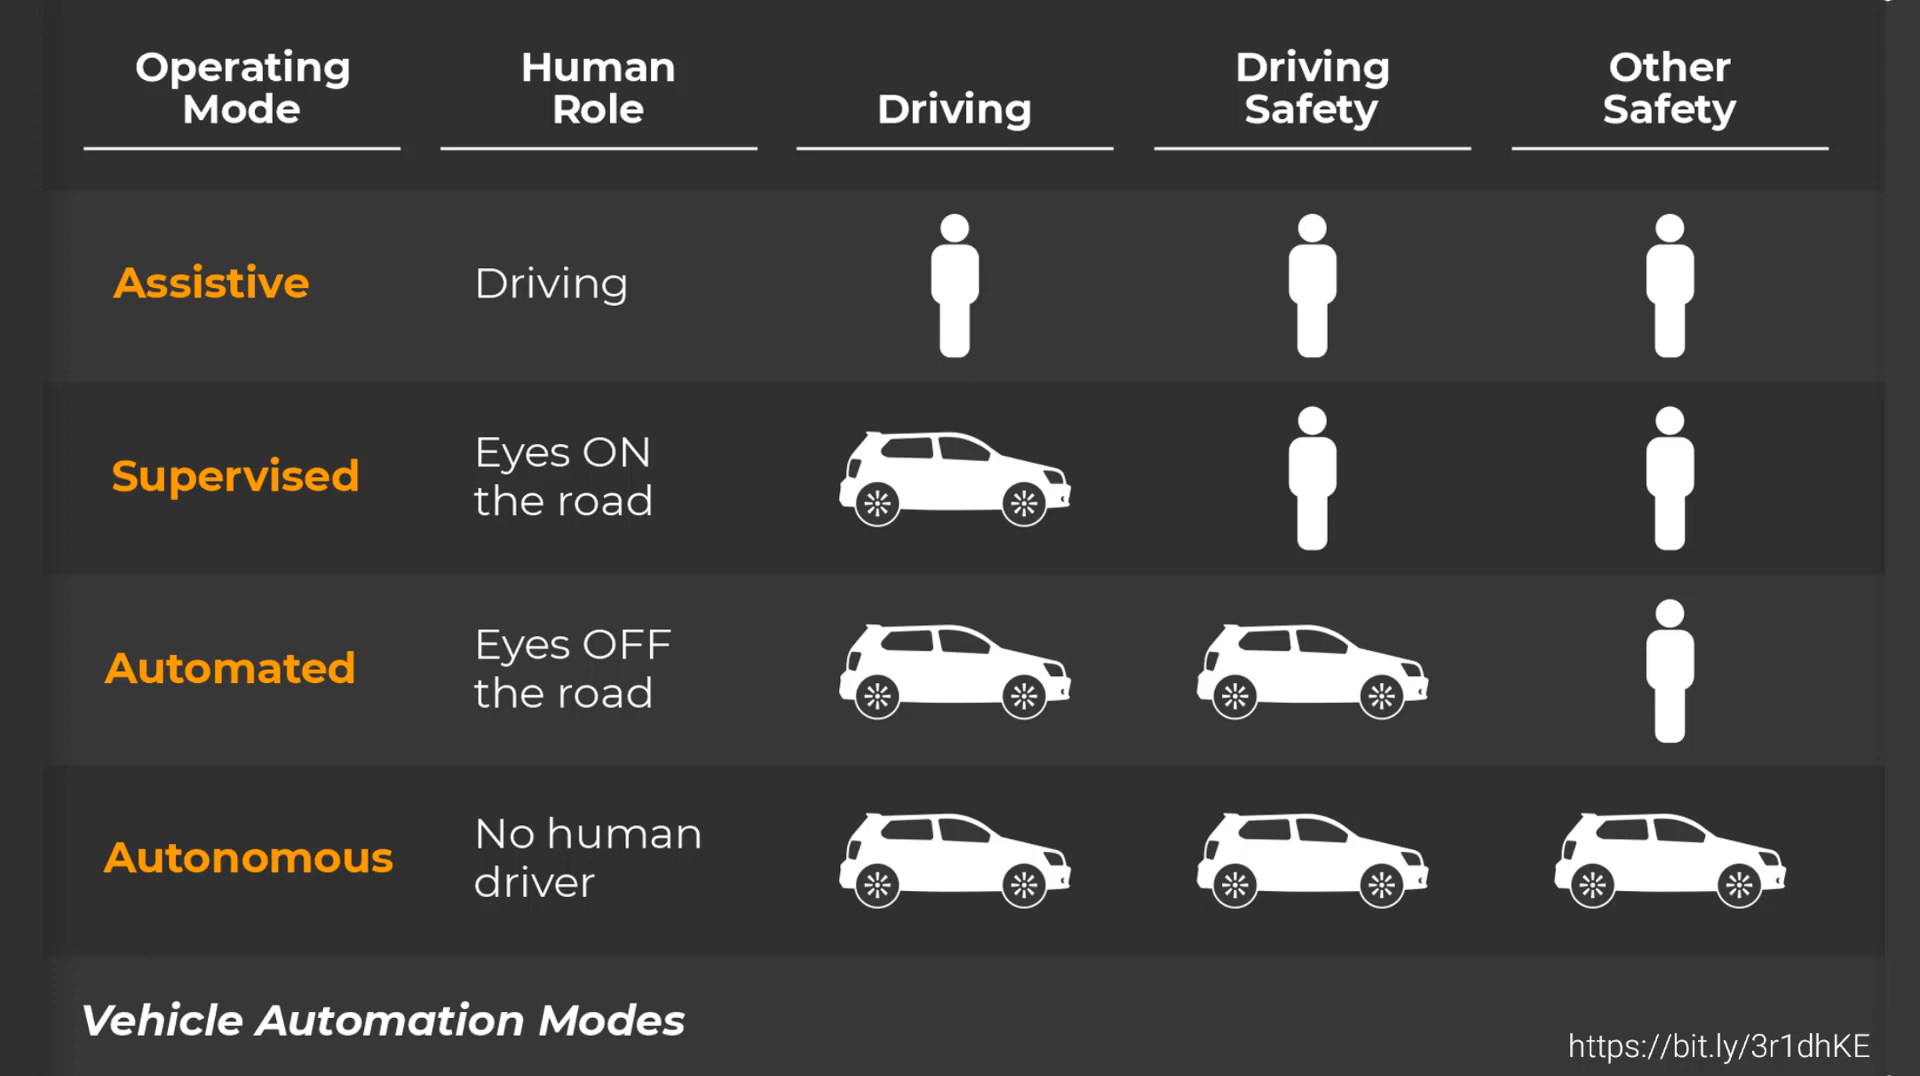 Operating
Mode
Human
Role
Driving
Driving
Safety
Other
Safety
Assistive
Driving
Supervised
Eyes ON
the road
Automated
Eyes OFF
the road
Autonomous
No human
driver
Vehicle Automation Modes
https://bit.ly/3r1dhKE